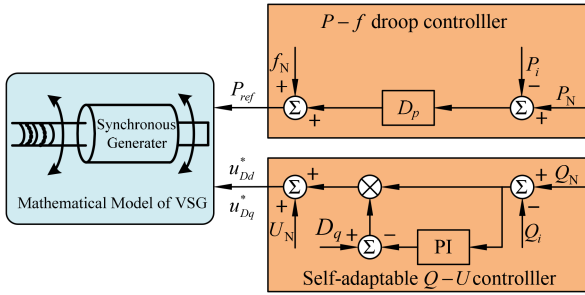 P – f droop controlller
f_N
P_i
P_ref
+
–
P_N
Σ
+
D_p
Σ
+
Synchronous
Generater
Mathematical Model of VSG
u*_Dd
u*_Dq
+
Σ
+
U_N
⊗
D_q
+
Σ
–
PI
Σ
+
–
Q_N
Q_i
Self-adaptable Q – U controlller